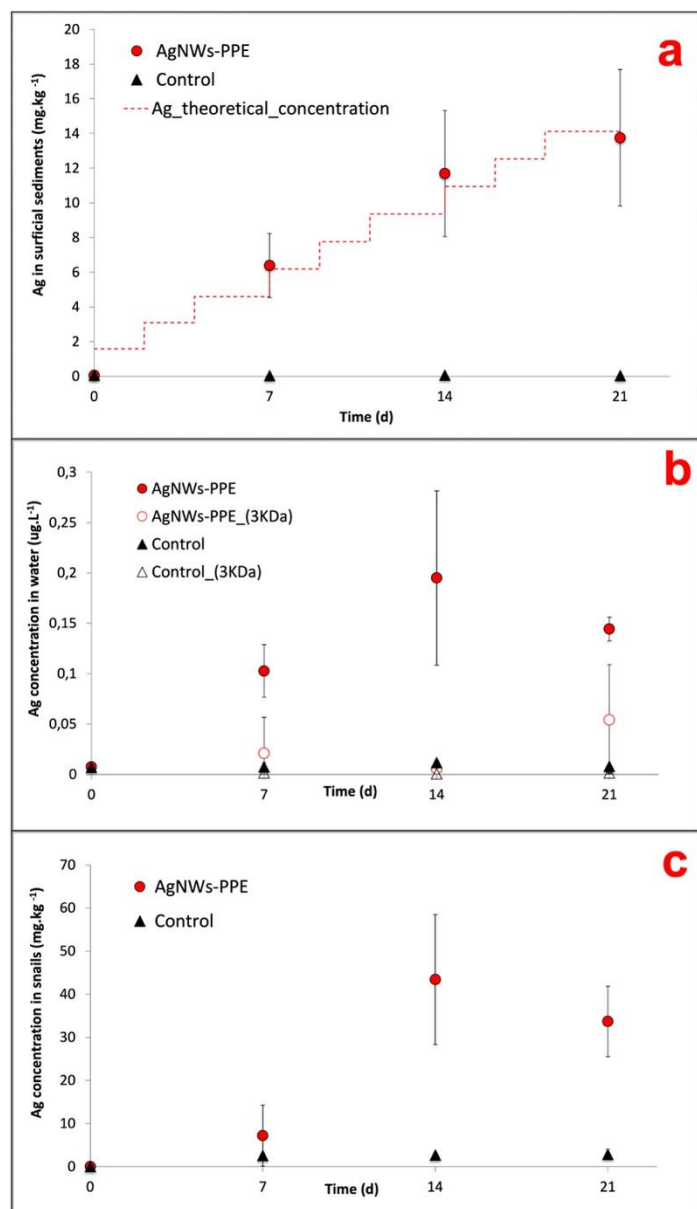 a
AgNWs-PPE
Control
Ag_theoretical_concentration
Ag in surficial sediments (mg.kg⁻¹)
20
18
16
14
12
10
8
6
4
2
0
0 7 14 21
Time (d)
b
AgNWs-PPE
AgNWs-PPE_(3KDa)
Control
Control_(3KDa)
Ag concentration in water (ug.L⁻¹)
0,3
0,25
0,2
0,15
0,1
0,05
0
0 7 14 21
Time (d)
c
AgNWs-PPE
Control
Ag concentration in snails (mg.kg⁻¹)
70
60
50
40
30
20
10
0
0 7 14 21
Time (d)